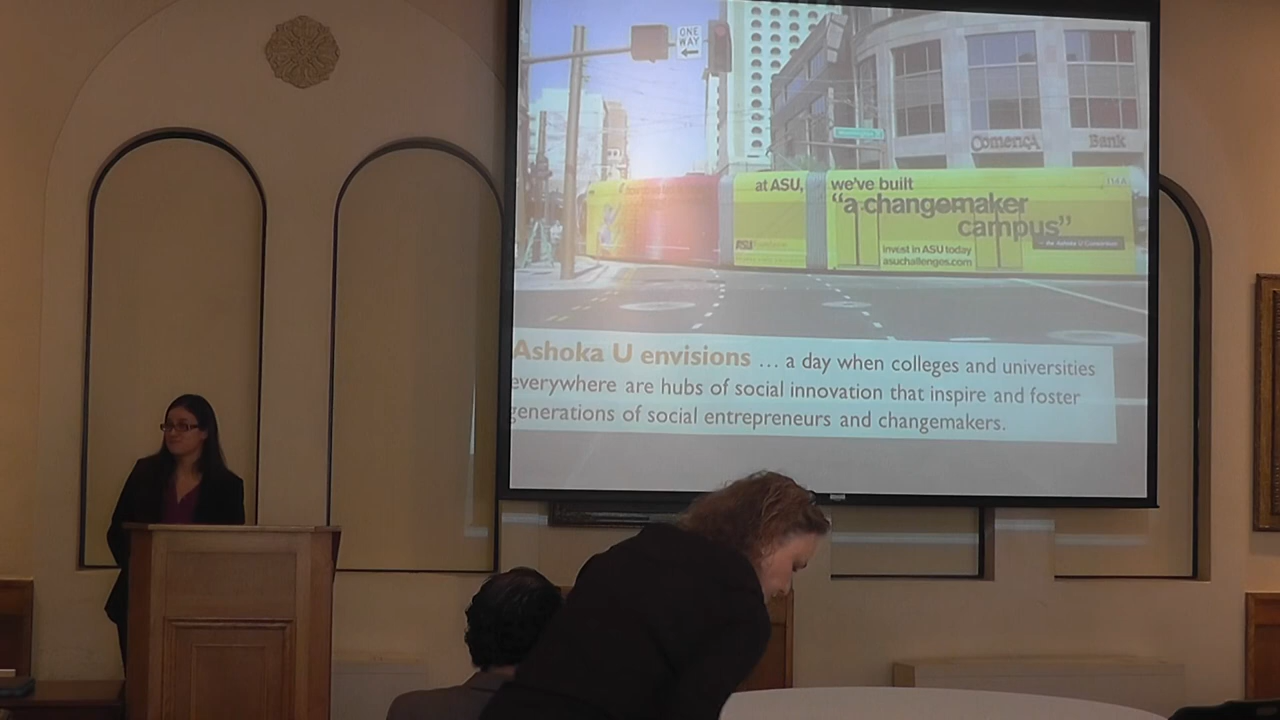 ONE
WAY
Comerica Bank
at ASU, we've built
"a changemaker
campus"
ASU
invest in ASU today
asuchallenges.com
Ashoka U envisions ... a day when colleges and universities
everywhere are hubs of social innovation that inspire and foster
generations of social entrepreneurs and changemakers.